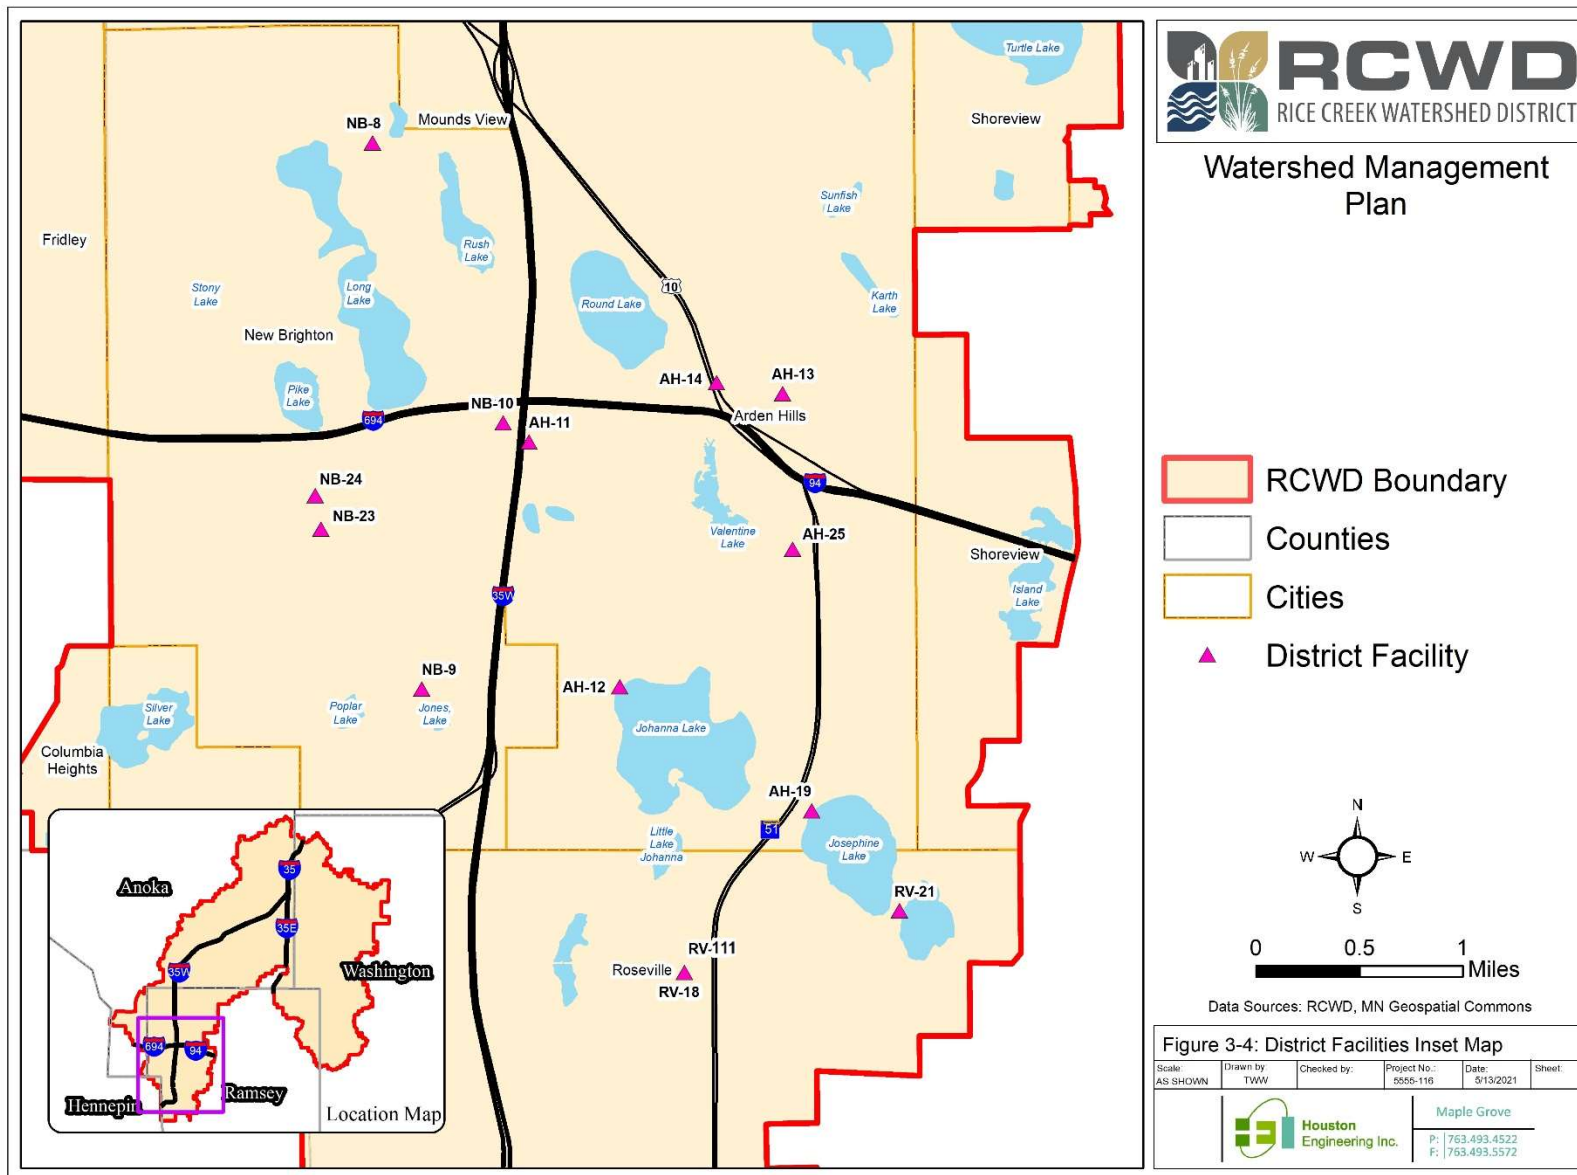 Turtle Lake
Mounds View
Shoreview
NB-8
Sunfish
Lake
Fridley
Rush
Lake
Stony
Lake
Long
Lake
10
Round Lake
Karth
Lake
New Brighton
Pike
Lake
AH-14
AH-13
694
NB-10
AH-11
Arden Hills
NB-24
94
NB-23
Valentine
Lake
AH-25
Shoreview
35W
Island
Lake
NB-9
AH-12
Silver
Lake
Poplar
Lake
Jones,
Lake
Johanna Lake
Columbia
Heights
AH-19
51
Little
Lake
Johanna
Josephine
Lake
RV-21
RV-111
Roseville
RV-18
35
Anoka
35E
35W
Washington
694
94
Hennepin
Ramsey
Location Map
RCWD
RICE CREEK WATERSHED DISTRICT
Watershed Management
Plan
RCWD Boundary
Counties
Cities
District Facility
N
W E
S
0 0.5 1
Miles
Data Sources: RCWD, MN Geospatial Commons
Figure 3-4: District Facilities Inset Map
Scale: Drawn by: Checked by: Project No.: Date: Sheet:
AS SHOWN TWW 5555-116 5/13/2021
Houston
Engineering Inc.
Maple Grove
P: 763.493.4522
F: 763.493.5572